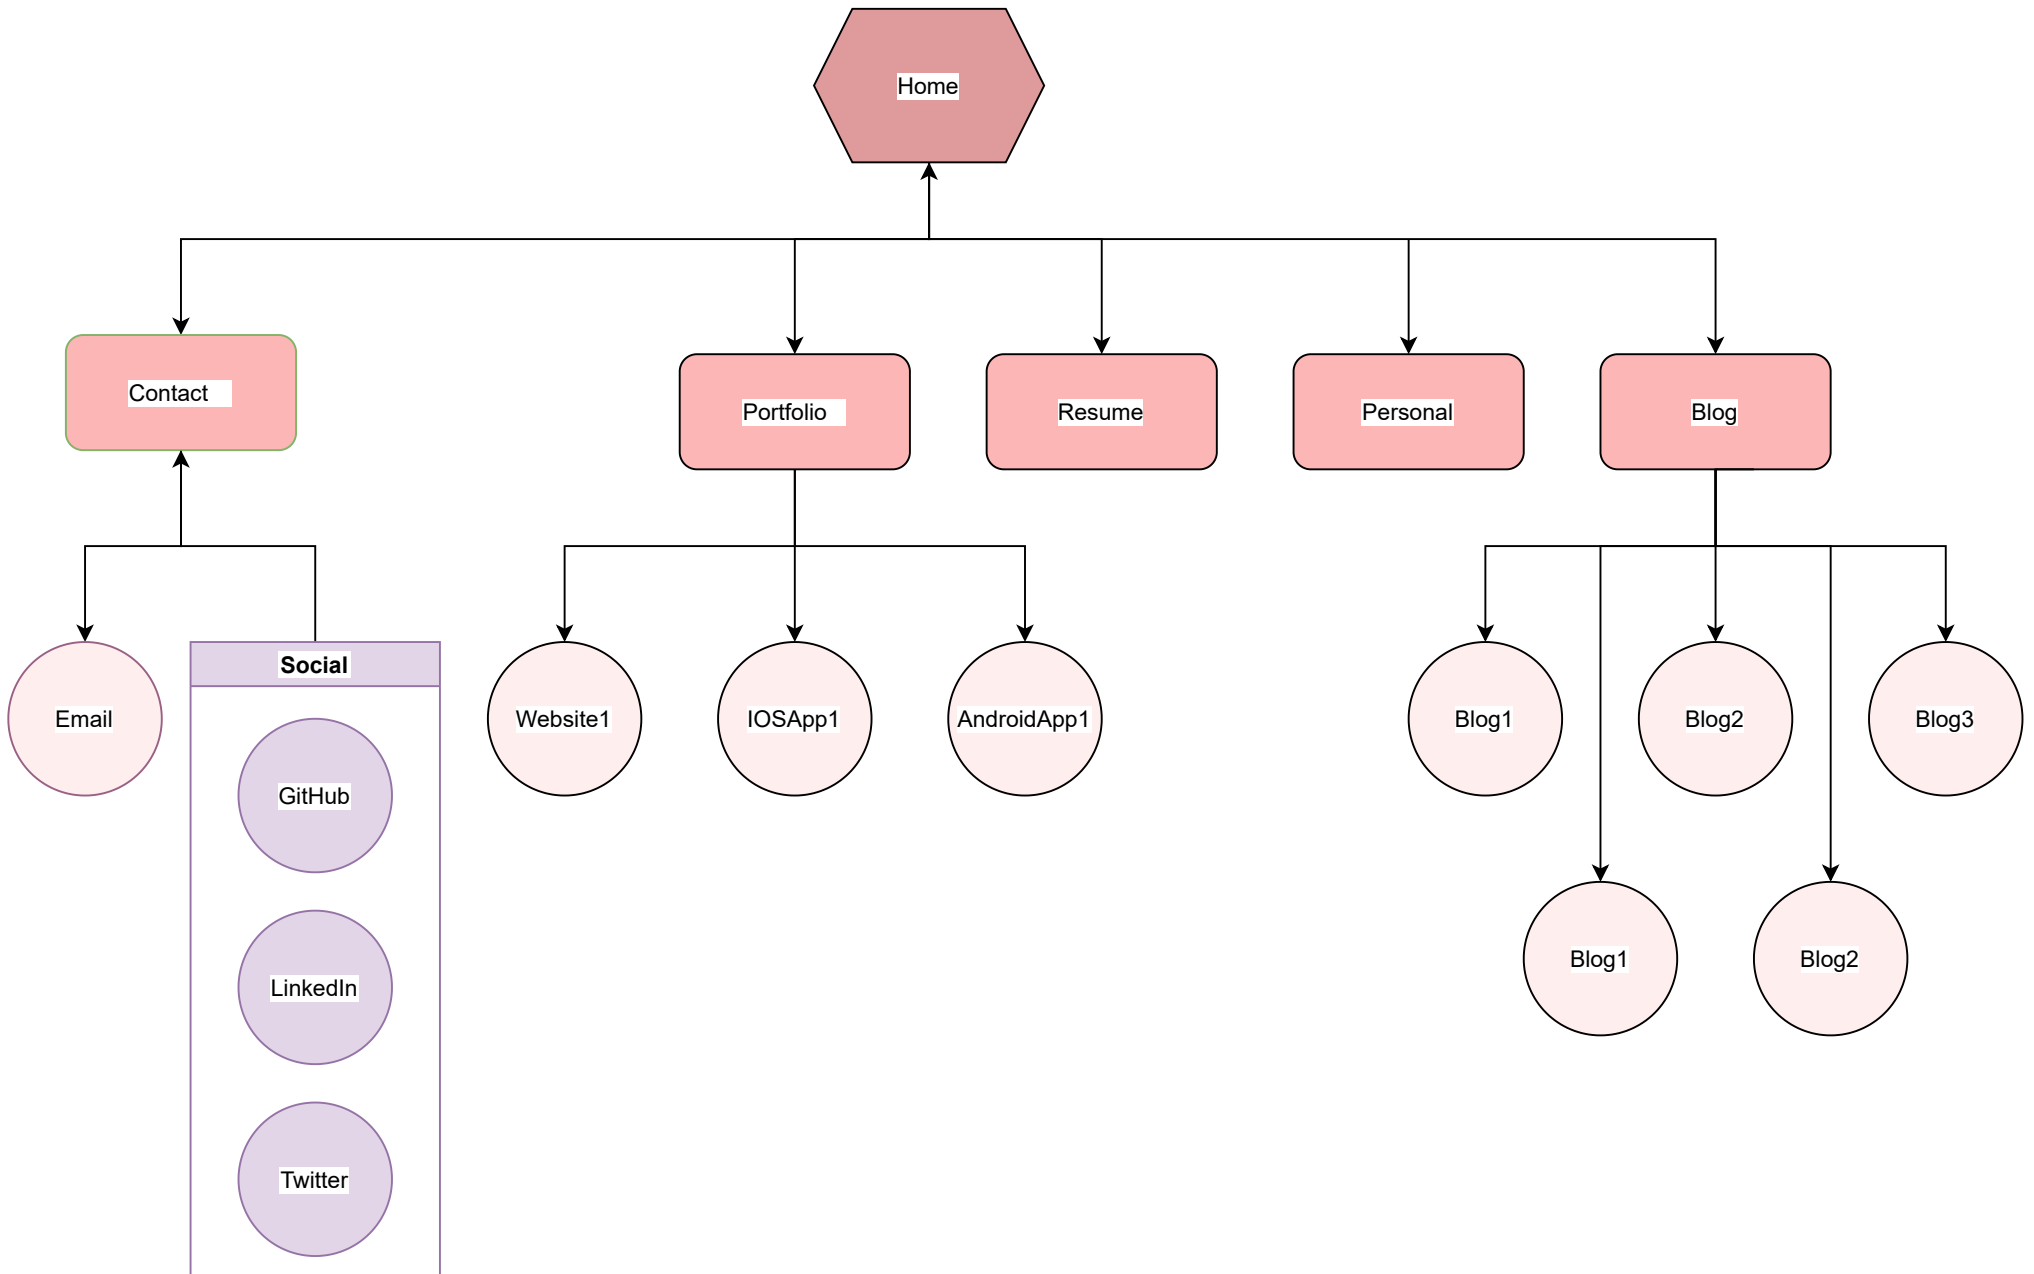 Home
Contact
Portfolio
Resume
Personal
Blog
Email
Social
GitHub
LinkedIn
Twitter
Website1
IOSApp1
AndroidApp1
Blog1
Blog2
Blog3
Blog1
Blog2